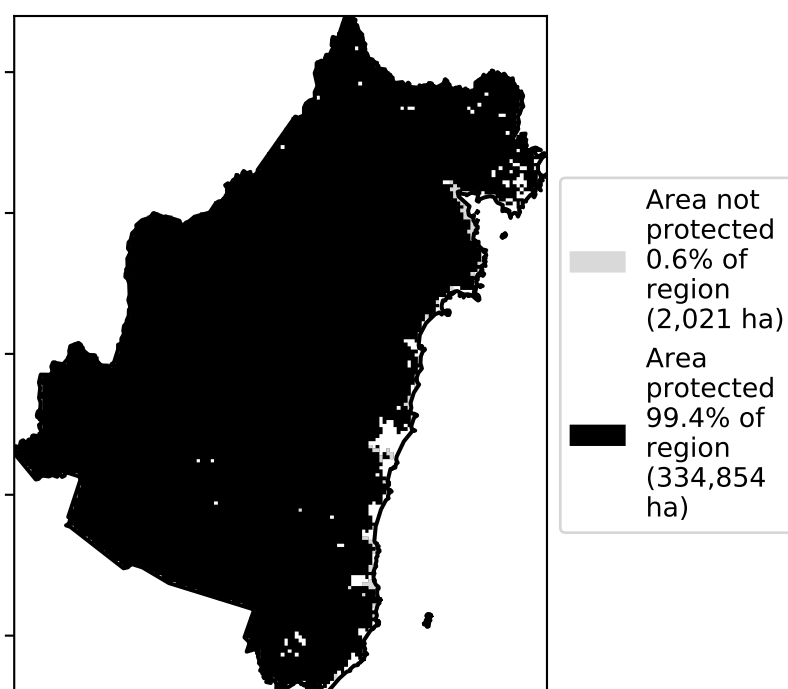 Area not
protected
0.6% of
region
(2,021 ha)
Area
protected
99.4% of
region
(334,854
ha)